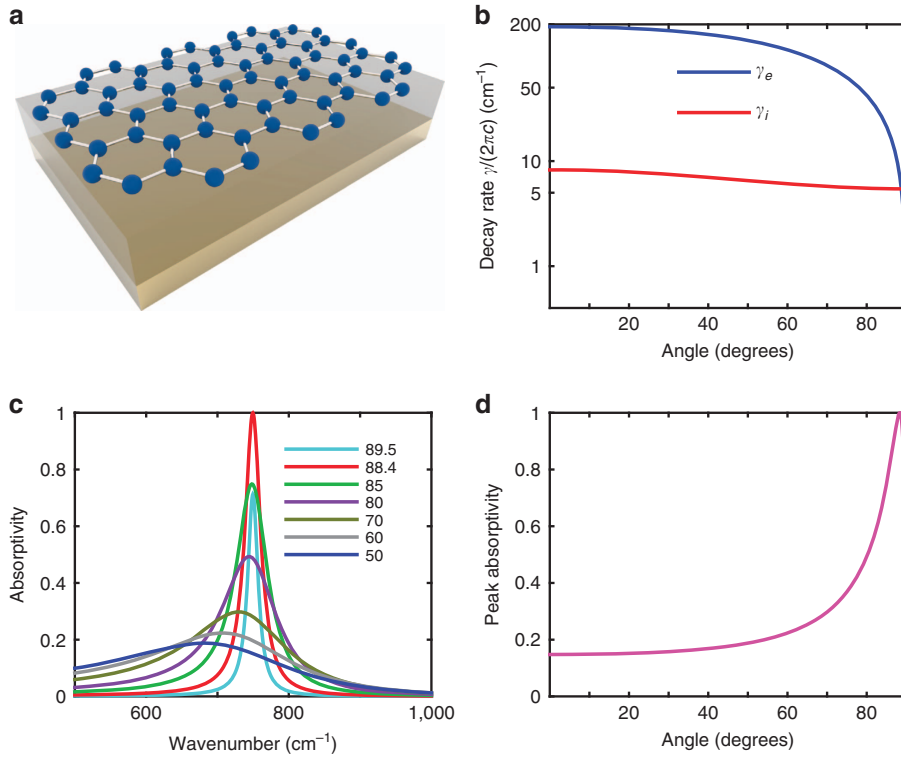 a
b
200
50
10
5
1
Decay rate γ/(2πc) (cm⁻¹)
γe
γi
20
40
60
80
Angle (degrees)
c
1
0.8
0.6
0.4
0.2
0
Absorptivity
89.5
88.4
85
80
70
60
50
600
800
1,000
Wavenumber (cm⁻¹)
d
1
0.8
0.6
0.4
0.2
0
Peak absorptivity
20
40
60
80
Angle (degrees)